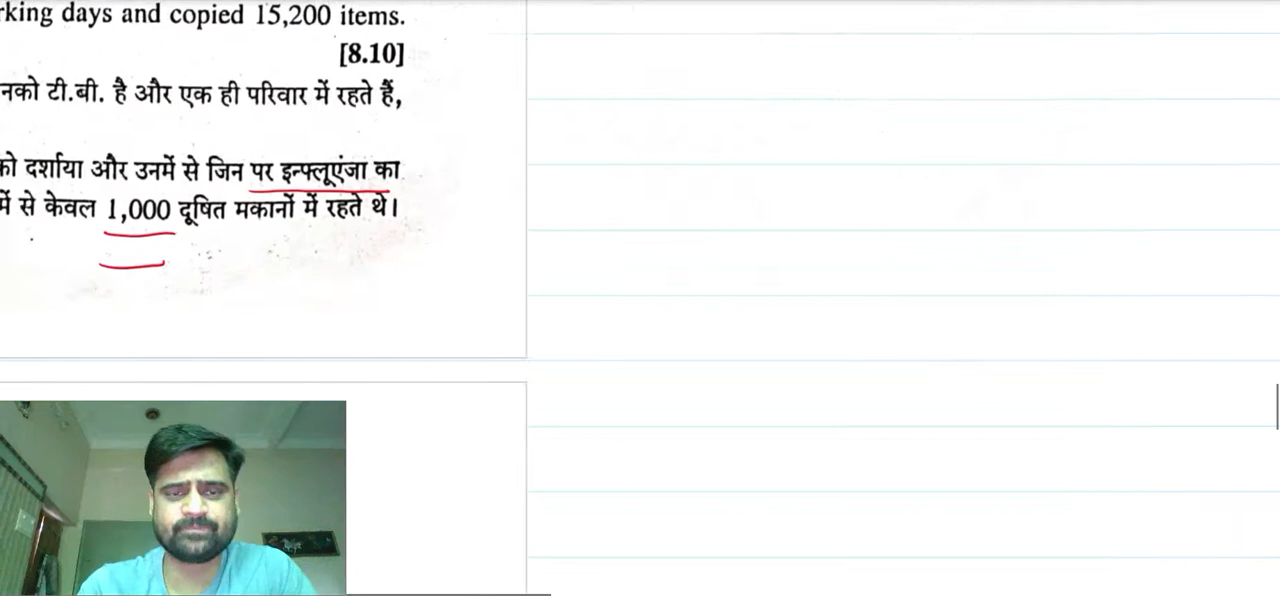 rking days and copied 15,200 items.
[8.10]
नको टी.बी. है और एक ही परिवार में रहते हैं,
को दर्शाया और उनमें से जिन पर इन्फ्लूएंजा का
में से केवल 1,000 दूषित मकानों में रहते थे।